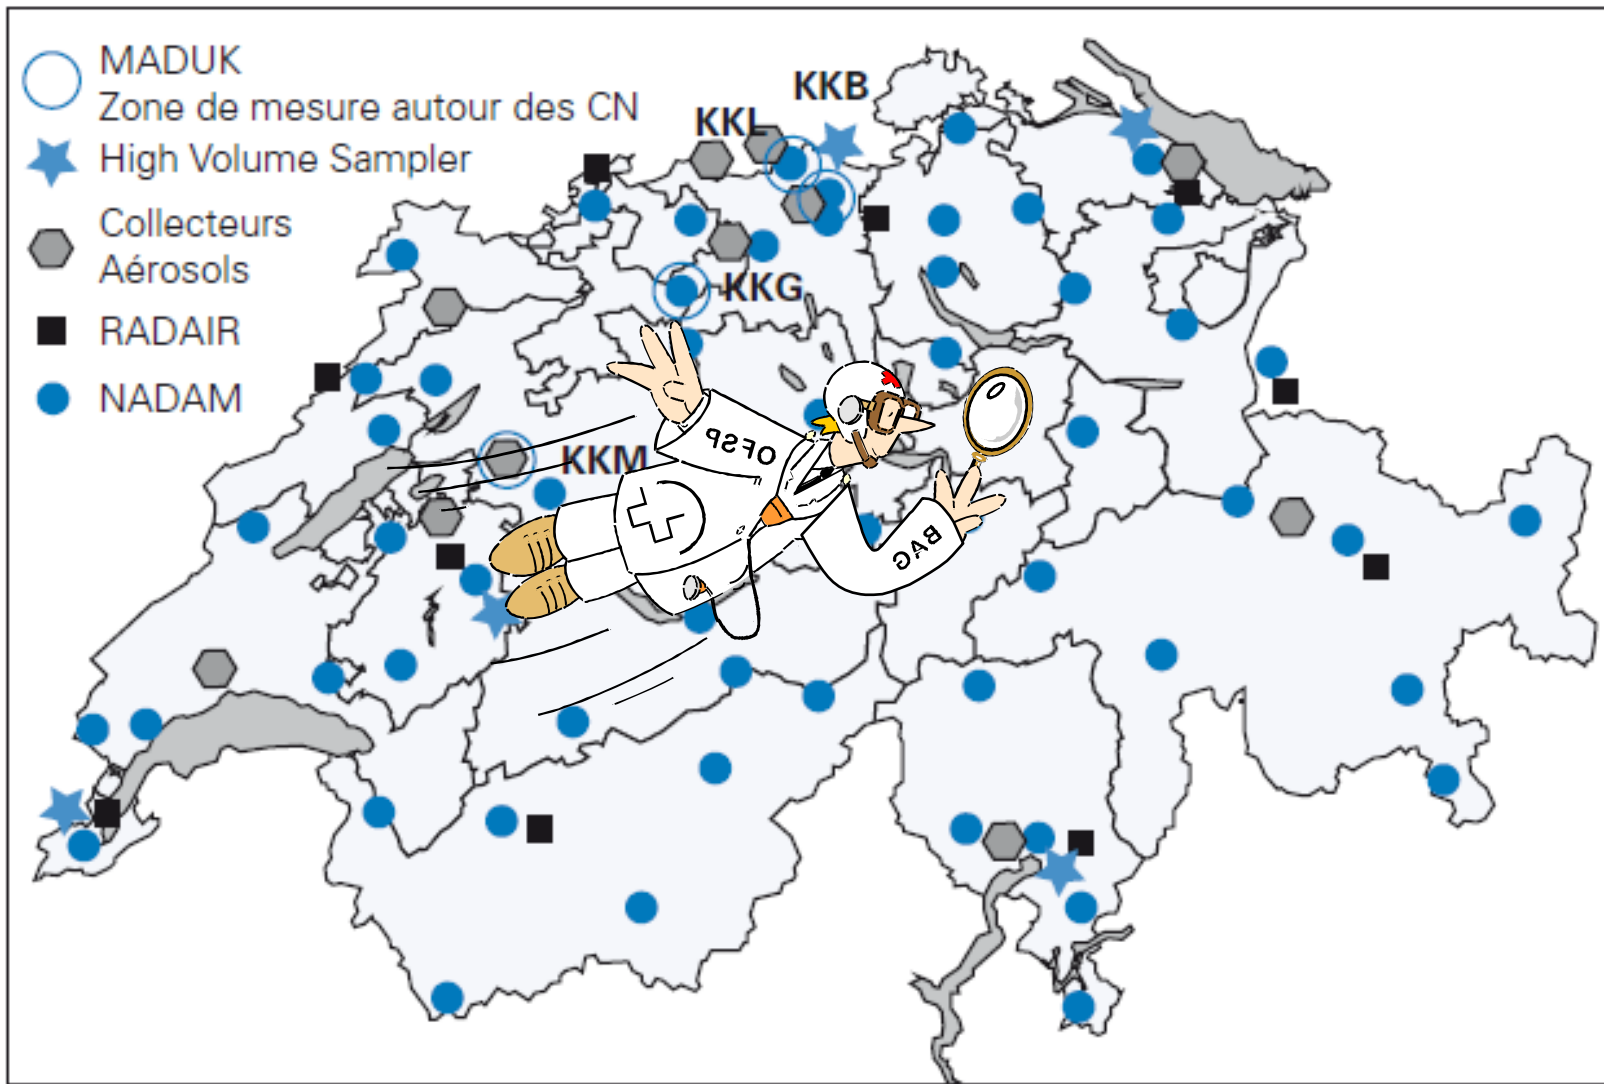 MADUK
Zone de mesure autour des CN
High Volume Sampler
Collecteurs
Aérosols
RADAIR
NADAM
KKB
KKL
KKG
KKM
OFSP
BAG